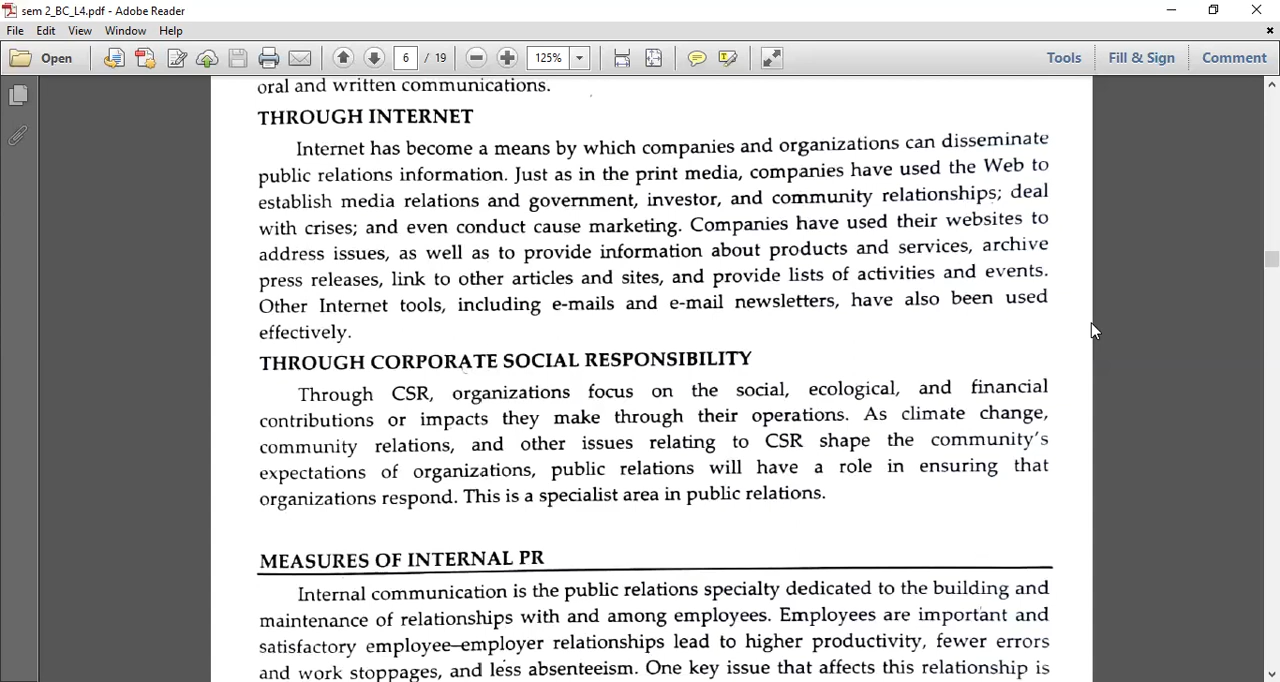 sem 2_BC_L4.pdf - Adobe Reader
File Edit View Window Help
Open 6 / 19 125% Tools Fill & Sign Comment
oral and written communications.
THROUGH INTERNET
Internet has become a means by which companies and organizations can disseminate
public relations information. Just as in the print media, companies have used the Web to
establish media relations and government, investor, and community relationships; deal
with crises; and even conduct cause marketing. Companies have used their websites to
address issues, as well as to provide information about products and services, archive
press releases, link to other articles and sites, and provide lists of activities and events.
Other Internet tools, including e-mails and e-mail newsletters, have also been used
effectively.
THROUGH CORPORATE SOCIAL RESPONSIBILITY
Through CSR, organizations focus on the social, ecological, and financial
contributions or impacts they make through their operations. As climate change,
community relations, and other issues relating to CSR shape the community's
expectations of organizations, public relations will have a role in ensuring that
organizations respond. This is a specialist area in public relations.
MEASURES OF INTERNAL PR
Internal communication is the public relations specialty dedicated to the building and
maintenance of relationships with and among employees. Employees are important and
satisfactory employee–employer relationships lead to higher productivity, fewer errors
and work stoppages, and less absenteeism. One key issue that affects this relationship is